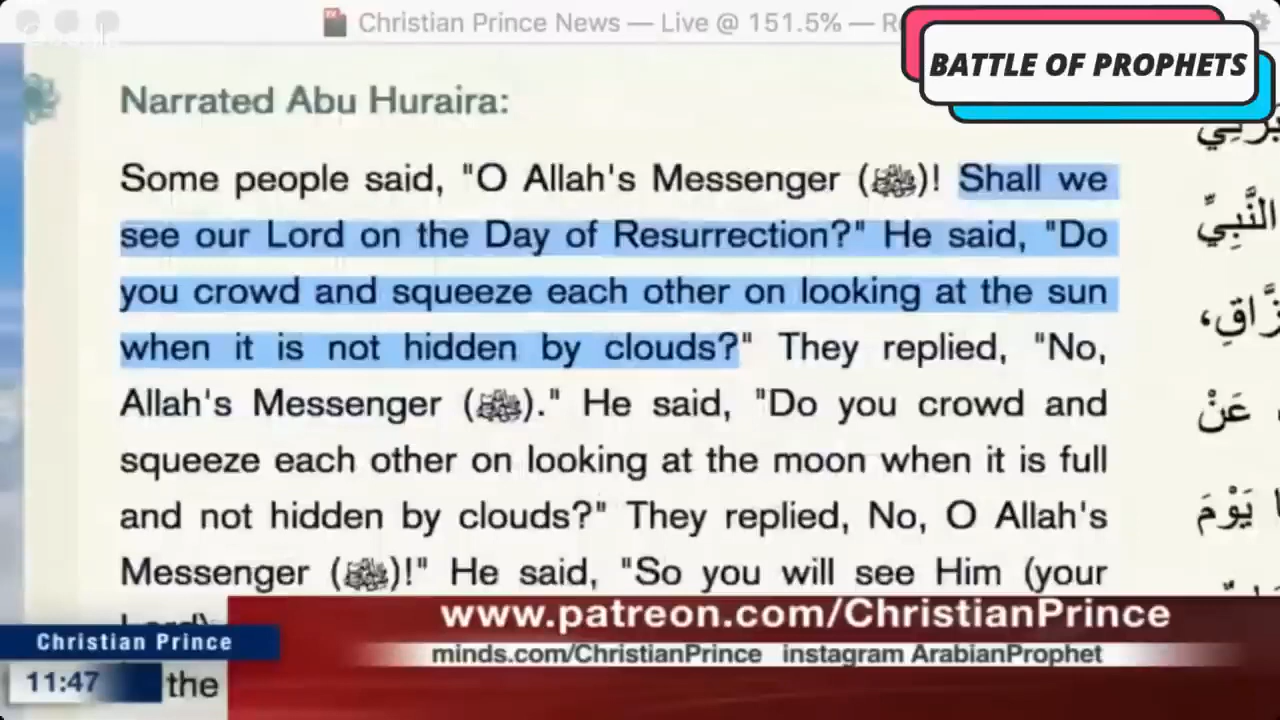 Christian Prince News — Live @ 151.5% —
BATTLE OF PROPHETS
Narrated Abu Huraira:
Some people said, "O Allah's Messenger (ﷺ)! Shall we
see our Lord on the Day of Resurrection?" He said, "Do
you crowd and squeeze each other on looking at the sun
when it is not hidden by clouds?" They replied, "No,
Allah's Messenger (ﷺ)." He said, "Do you crowd and
squeeze each other on looking at the moon when it is full
and not hidden by clouds?" They replied, No, O Allah's
Messenger (ﷺ)!" He said, "So you will see Him (your
the
النَّبِيِّ
عَنْ
يَوْمَ
www.patreon.com/ChristianPrince
Christian Prince
minds.com/ChristianPrince instagram ArabianProphet
11:47